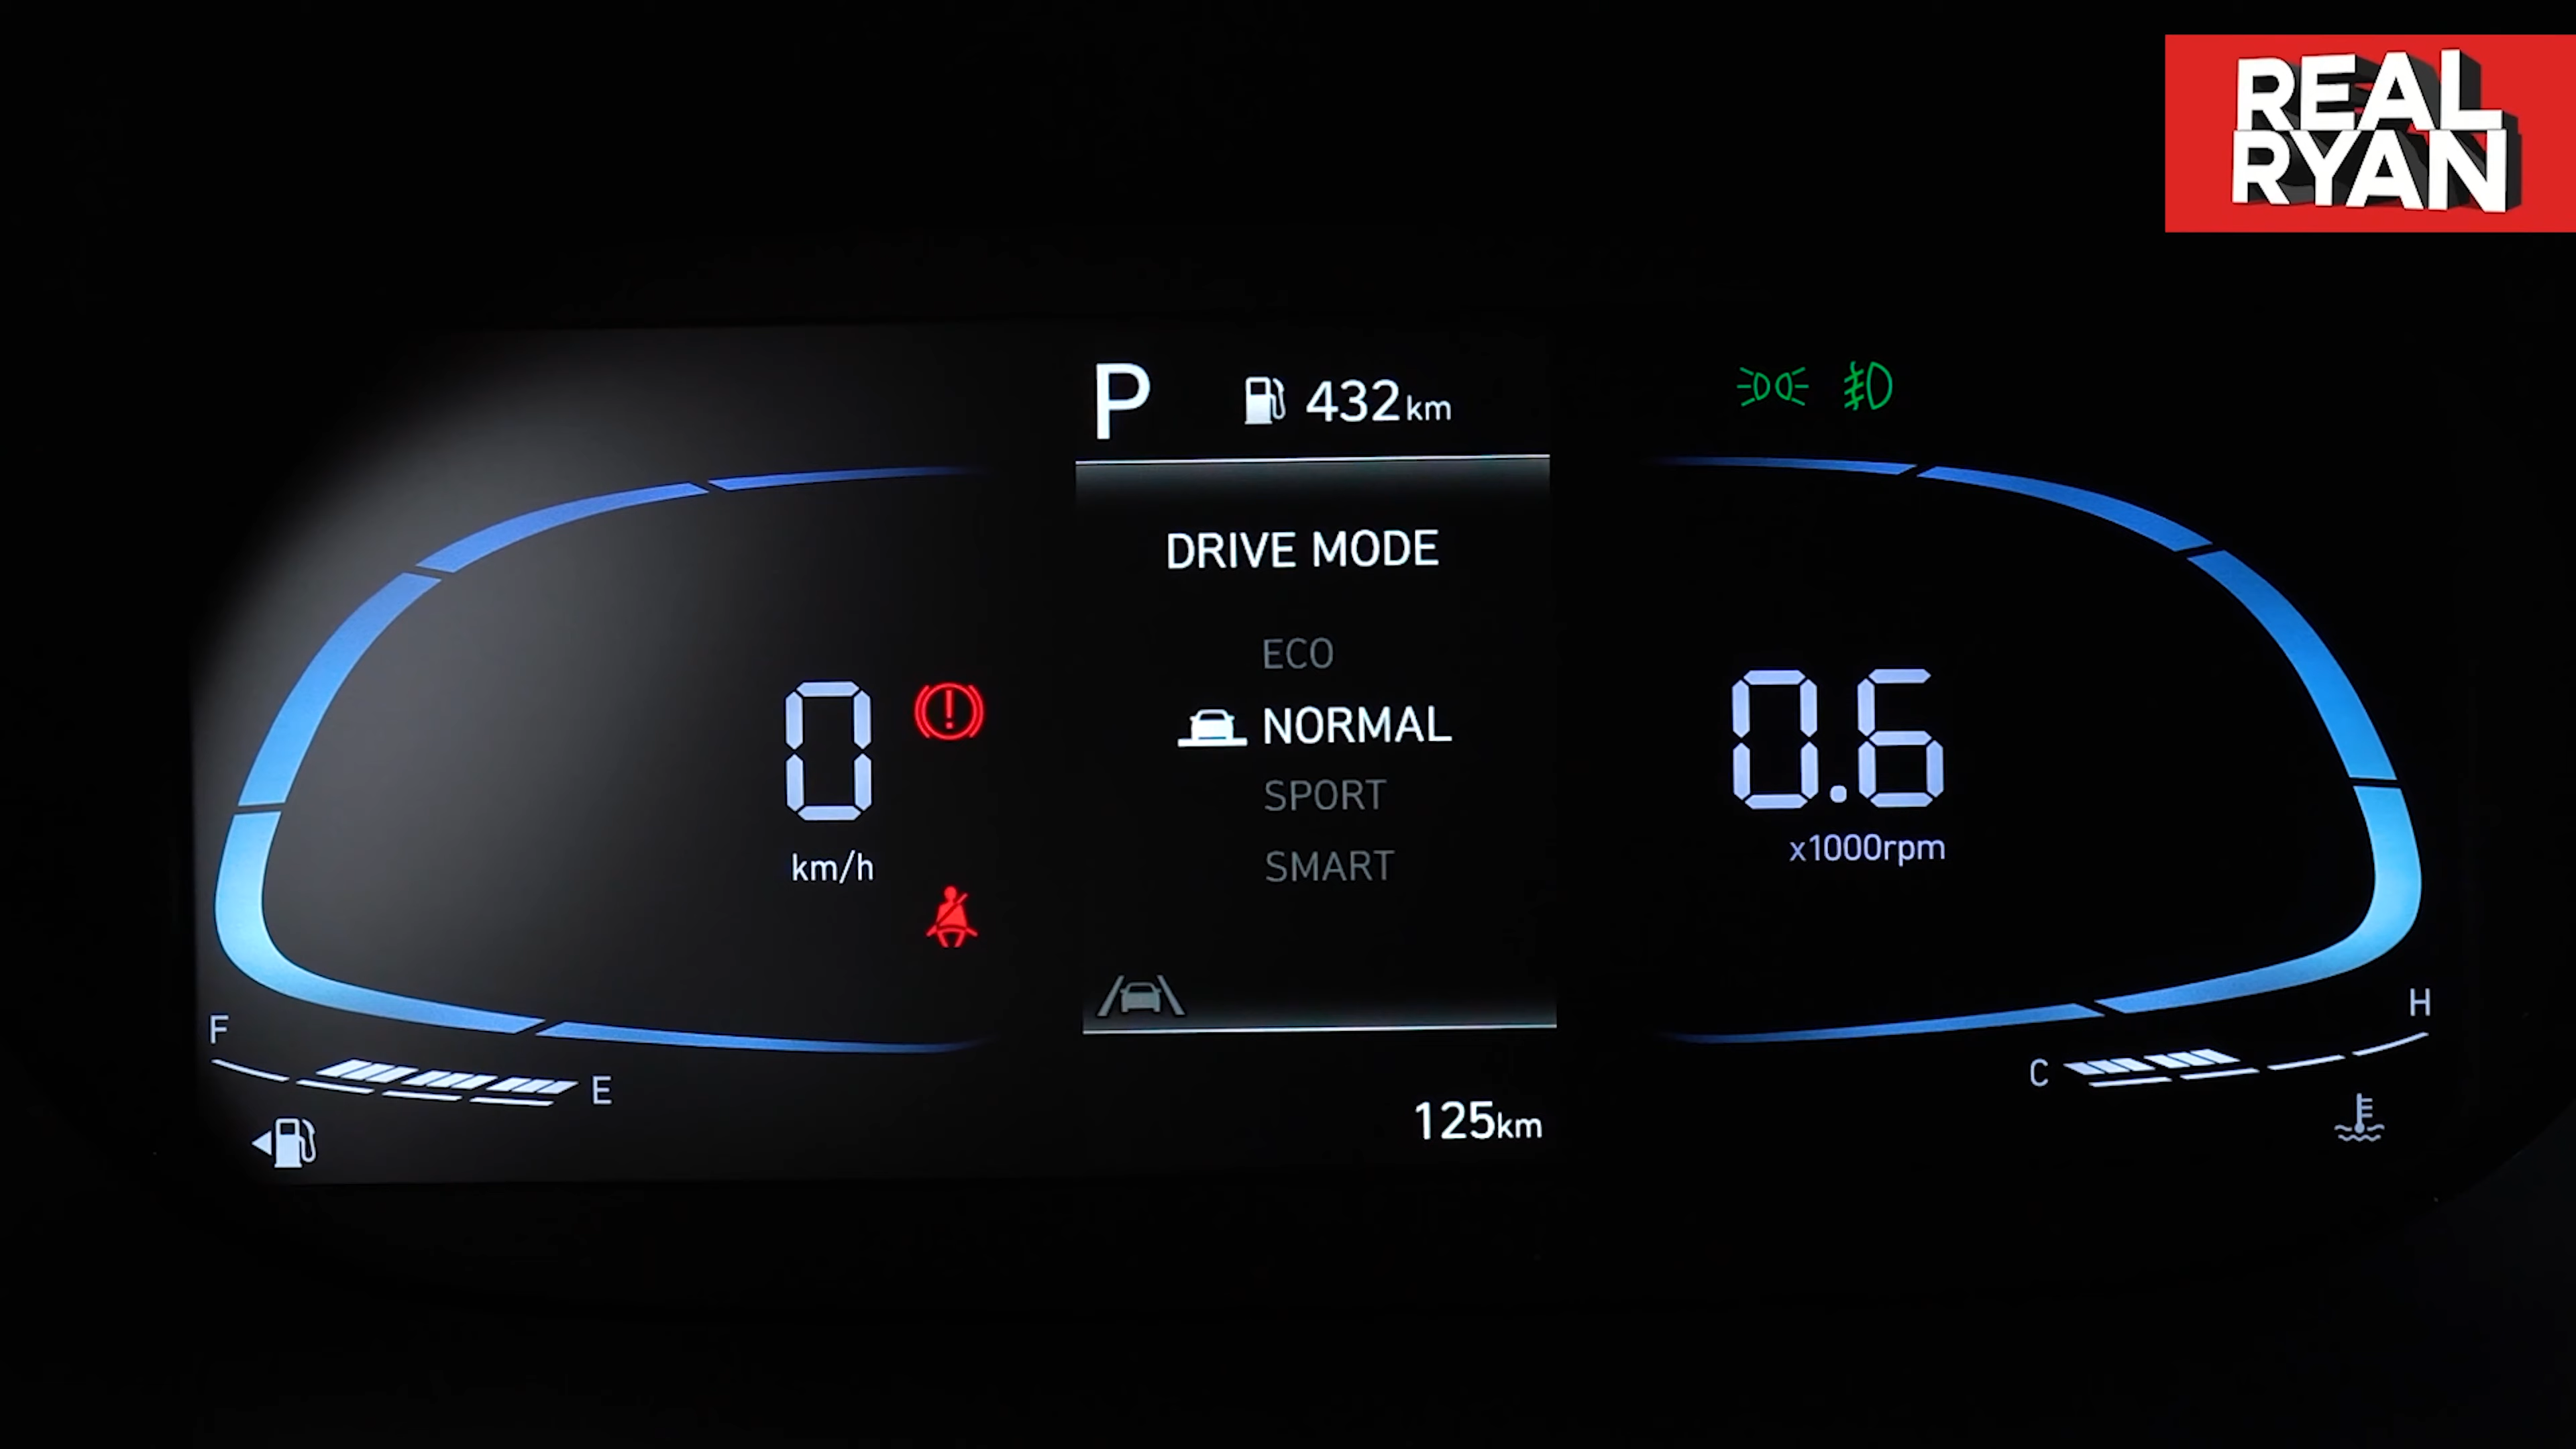 REAL
RYAN
P
432km
DRIVE MODE
ECO
NORMAL
SPORT
SMART
0
km/h
0.6
x1000rpm
F
E
C
H
125km